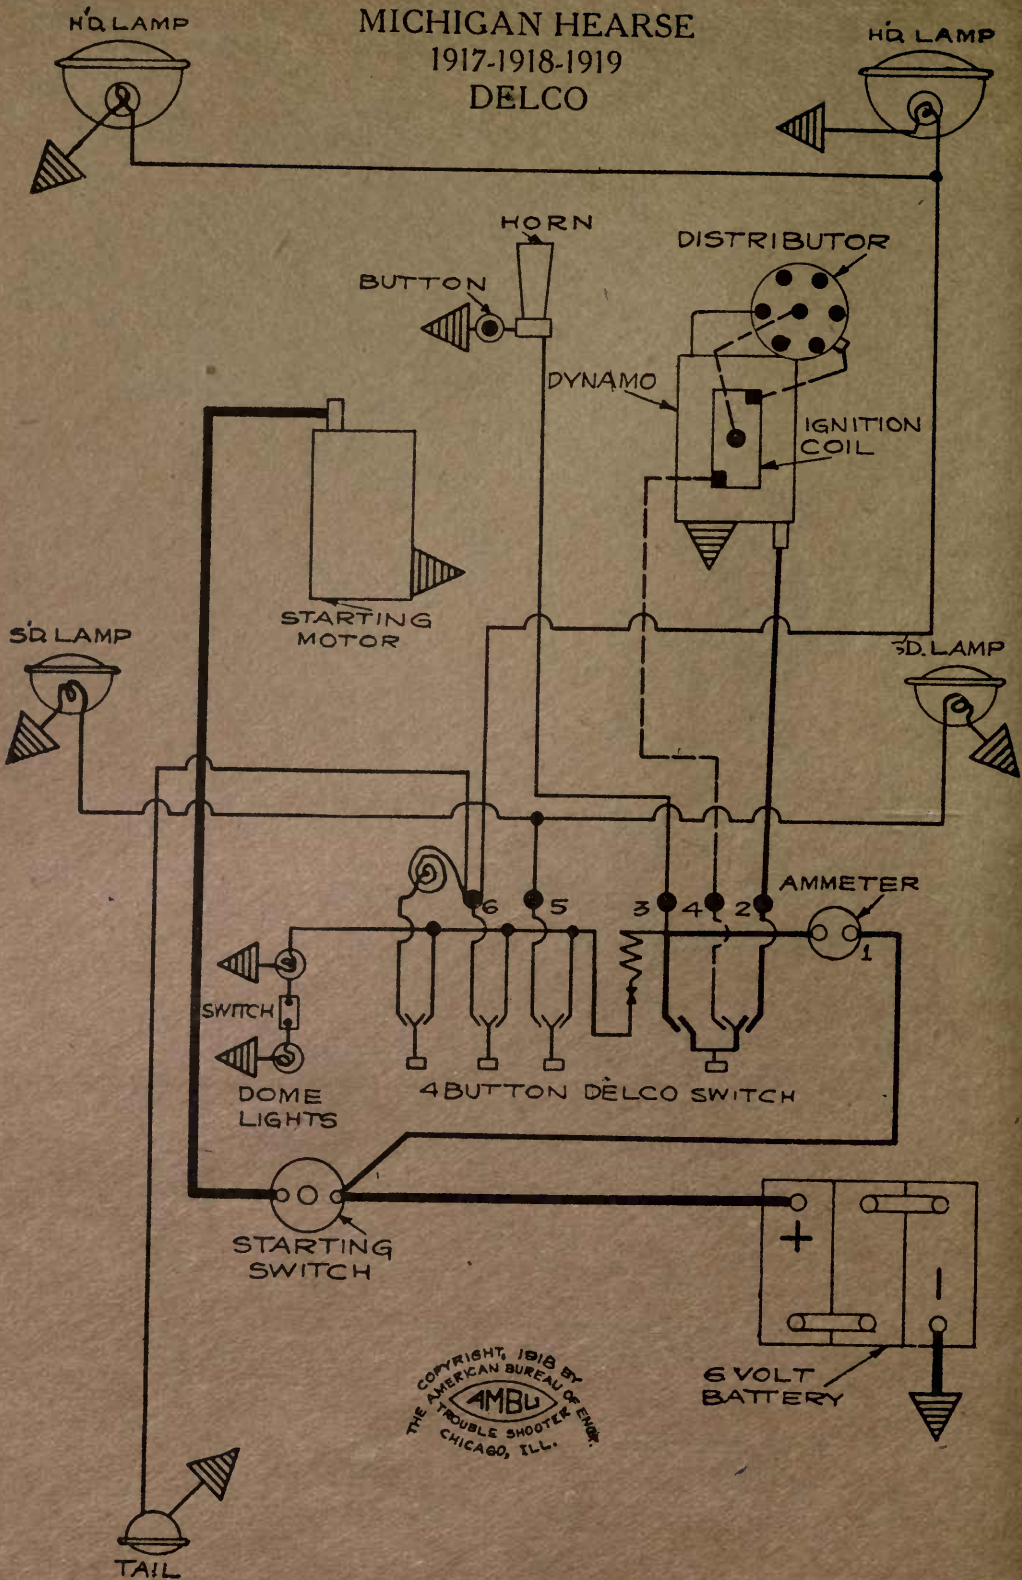 MICHIGAN HEARSE
1917-1918-1919
DELCO
H'D. LAMP
H'D. LAMP
HORN
BUTTON
DISTRIBUTOR
DYNAMO
IGNITION
COIL
STARTING
MOTOR
S'D. LAMP
S'D. LAMP
6
5
3
4
2
AMMETER
1
SWITCH
DOME
LIGHTS
4 BUTTON DELCO SWITCH
STARTING
SWITCH
+
−
6 VOLT
BATTERY
COPYRIGHT, 1918 BY
THE AMERICAN BUREAU OF ENGR.
AMBU
TROUBLE SHOOTER
CHICAGO, ILL.
TAIL